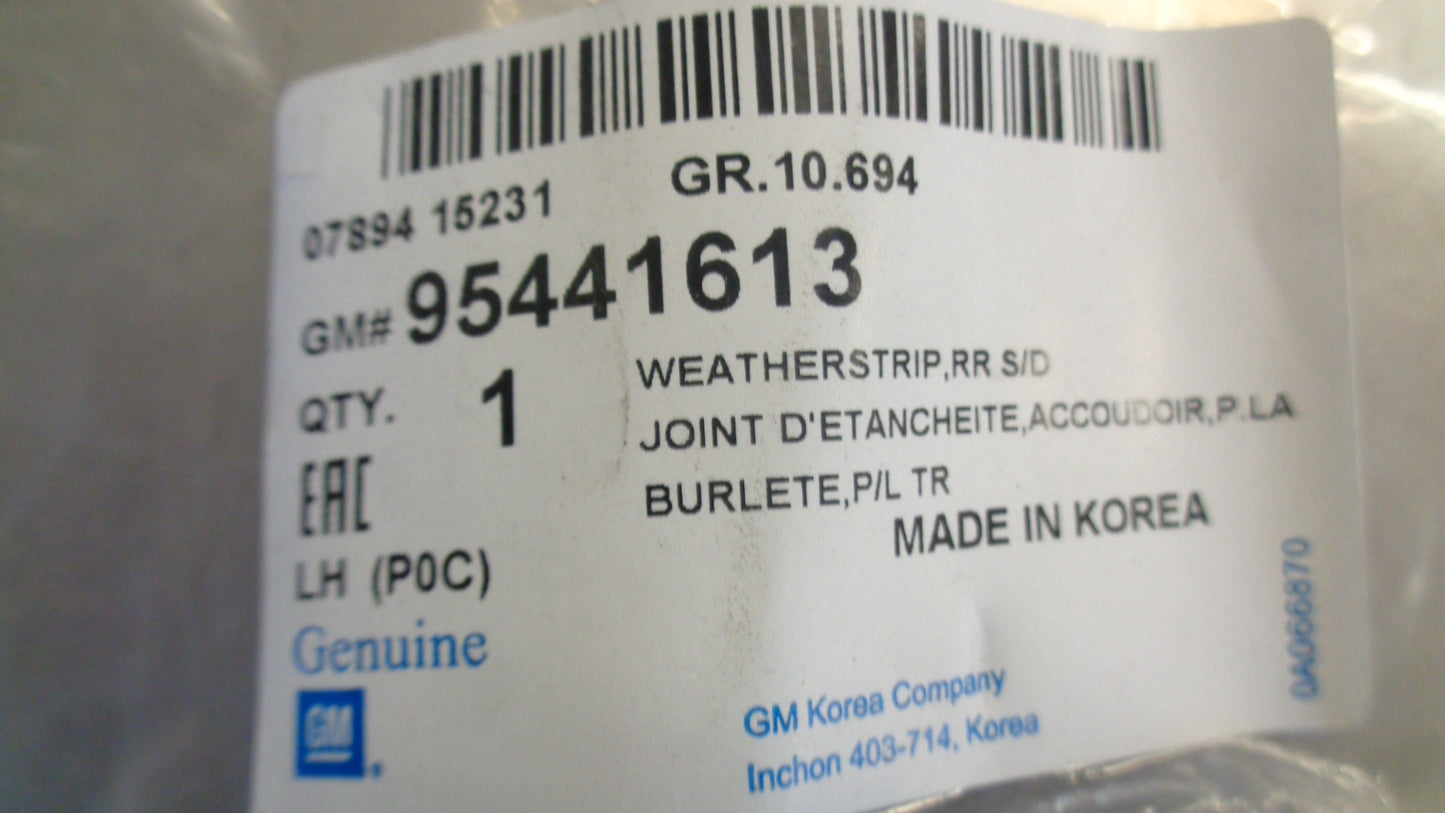 07894 15231 GR.10.694
GM# 95441613
QTY. 1
WEATHERSTRIP,RR S/D
JOINT D'ETANCHEITE,ACCOUDOIR,P.LA
BURLETE,P/L TR
MADE IN KOREA
EAC
LH (P0C)
Genuine
GM
GM Korea Company
Inchon 403-714, Korea
0A066870